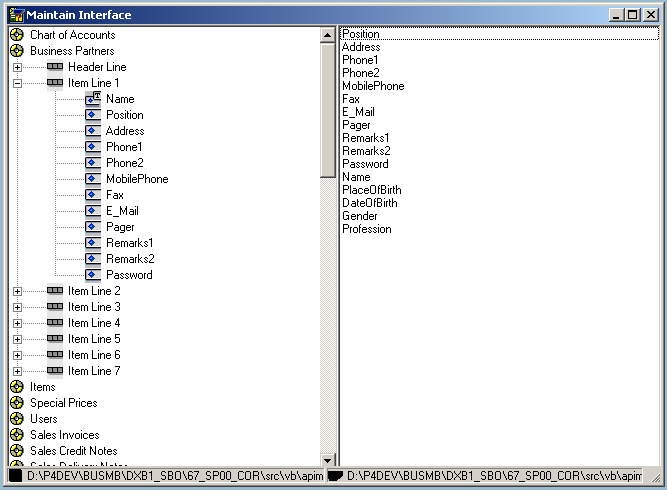 Maintain Interface
Chart of Accounts
Business Partners
Header Line
Item Line 1
Name
Position
Address
Phone1
Phone2
MobilePhone
Fax
E_Mail
Pager
Remarks1
Remarks2
Password
Item Line 2
Item Line 3
Item Line 4
Item Line 5
Item Line 6
Item Line 7
Items
Special Prices
Users
Sales Invoices
Sales Credit Notes
Sales Delivery Notes
Position
Address
Phone1
Phone2
MobilePhone
Fax
E_Mail
Pager
Remarks1
Remarks2
Password
Name
PlaceOfBirth
DateOfBirth
Gender
Profession
D:\P4DEV\BUSMB\DXB1_SBO\67_SP00_COR\src\vb\apim
D:\P4DEV\BUSMB\DXB1_SBO\67_SP00_COR\src\vb\apim